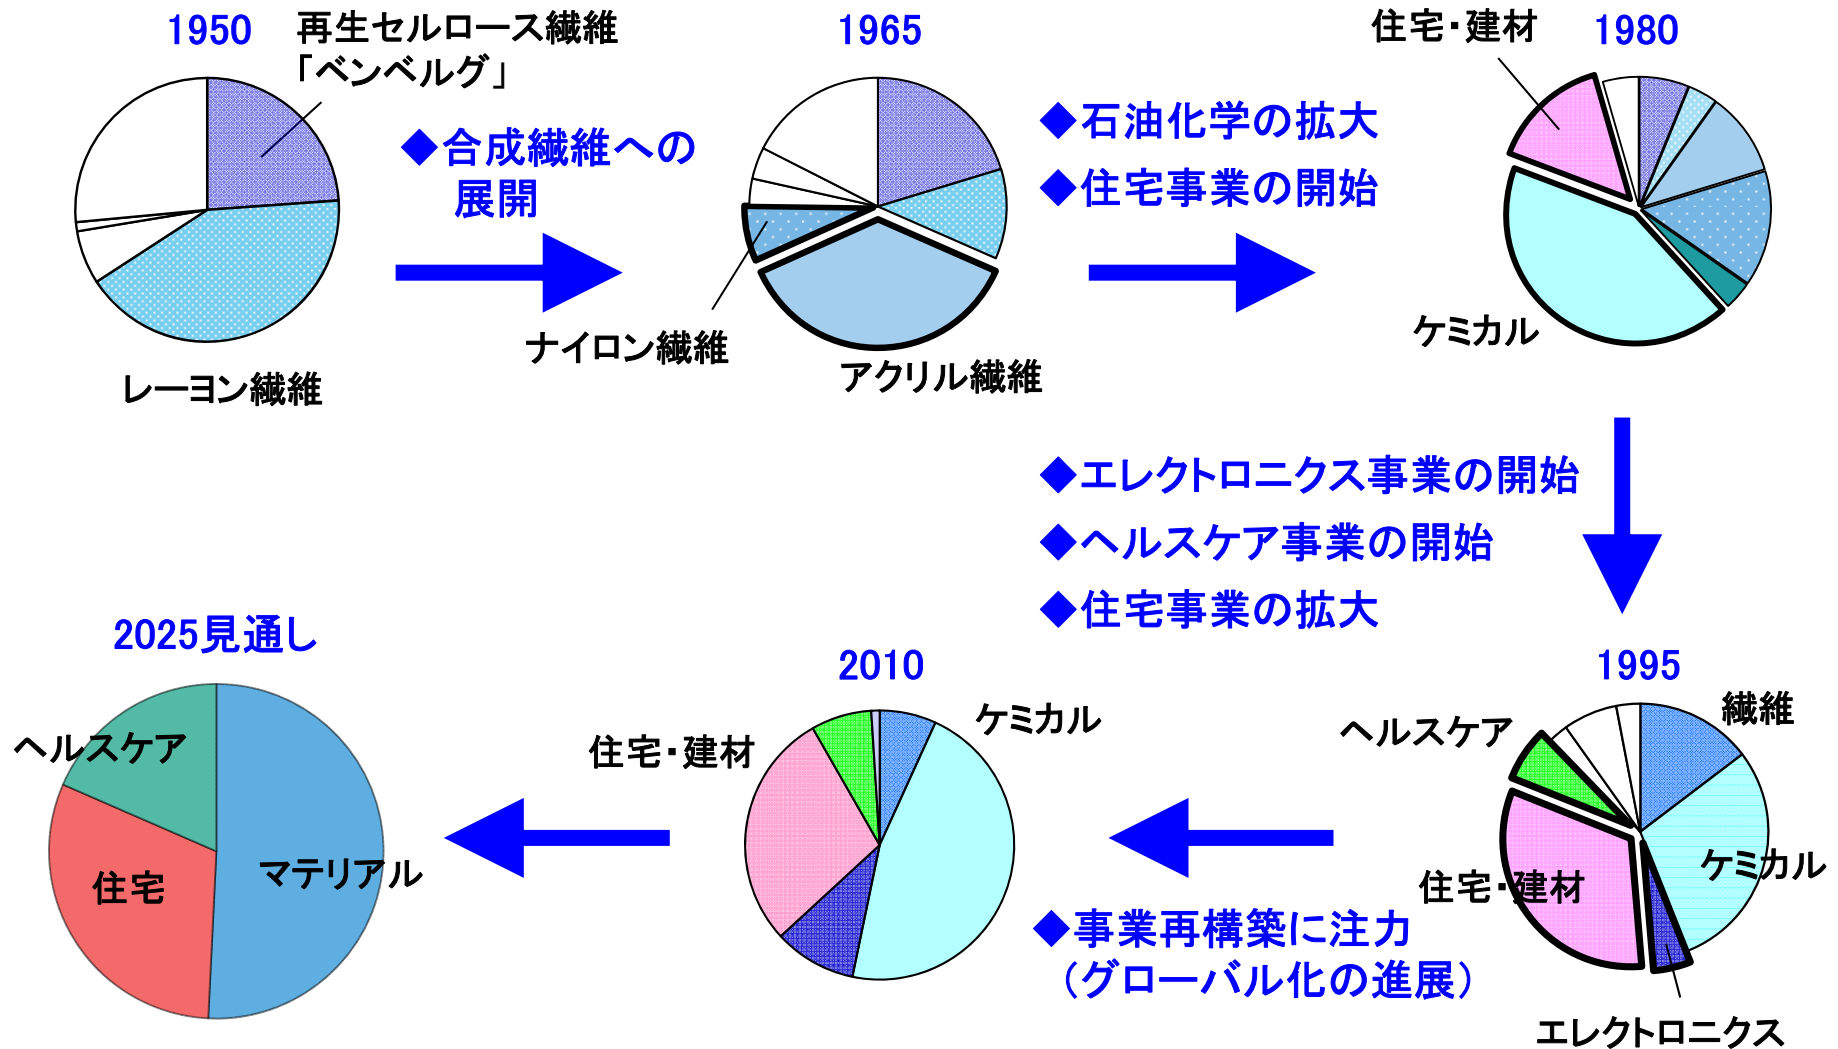 1950
再生セルロース繊維
「ベンベルグ」
レーヨン繊維
◆合成繊維への
展開
1965
ナイロン繊維
アクリル繊維
◆石油化学の拡大
◆住宅事業の開始
1980
住宅・建材
ケミカル
◆エレクトロニクス事業の開始
◆ヘルスケア事業の開始
◆住宅事業の拡大
1995
繊維
ヘルスケア
ケミカル
住宅・建材
エレクトロニクス
◆事業再構築に注力
（グローバル化の進展）
2010
ケミカル
住宅・建材
2025見通し
ヘルスケア
マテリアル
住宅